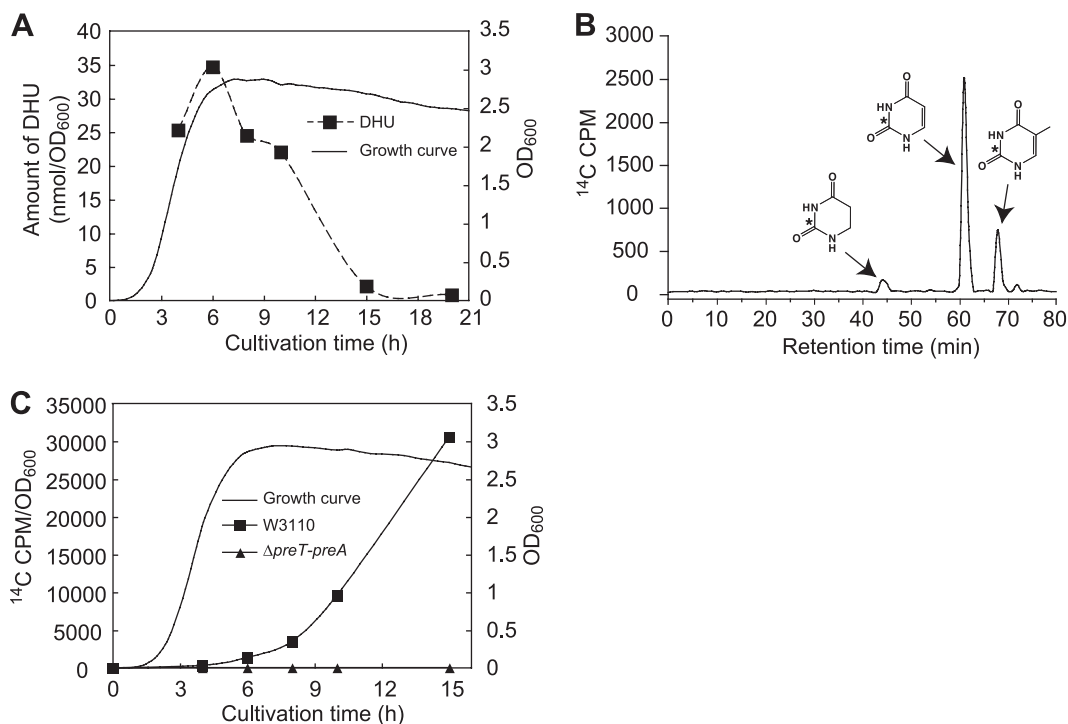 A
40
35
30
25
20
15
10
5
0
Amount of DHU
(nmol/OD600)
3.5
3
2.5
2
1.5
1
0.5
0
OD600
DHU
Growth curve
0 3 6 9 12 15 18 21
Cultivation time (h)
B
3000
2500
2000
1500
1000
500
0
14C CPM
O
HN
*
O
N
H
O
HN
*
O
N
H
O
HN
*
O
N
H
0 10 20 30 40 50 60 70 80
Retention time (min)
C
35000
30000
25000
20000
15000
10000
5000
0
14C CPM/OD600
3.5
3
2.5
2
1.5
1
0.5
0
OD600
Growth curve
W3110
ΔpreT-preA
0 3 6 9 12 15
Cultivation time (h)